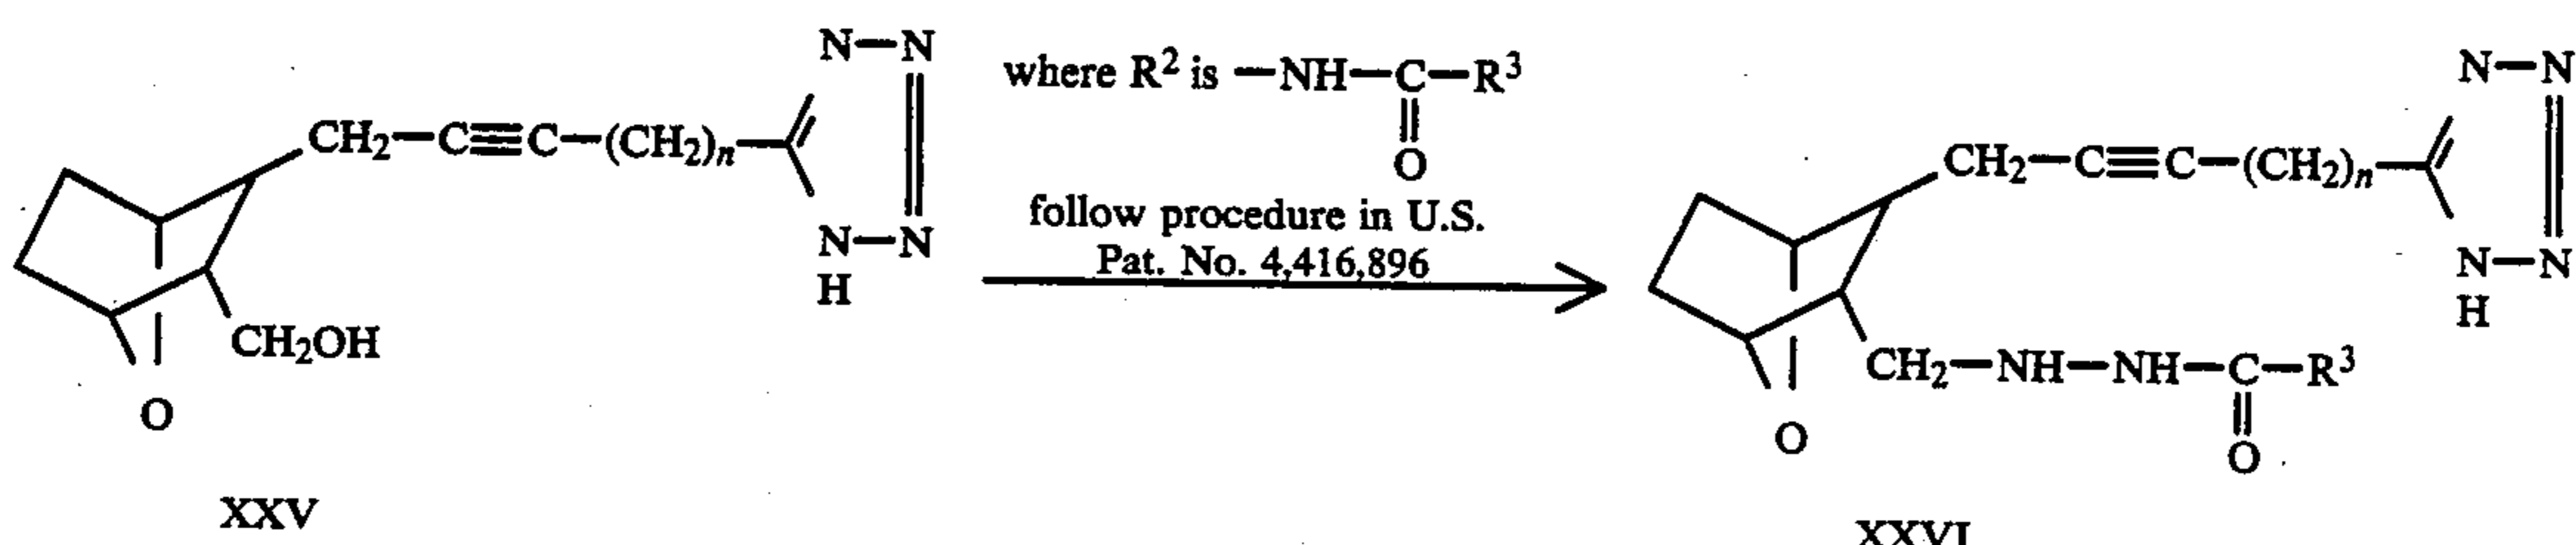 N—N
CH₂—C≡C—(CH₂)ₙ
N—N
H
CH₂OH
O
XXV
where R² is —NH—C—R³
O
follow procedure in U.S.
Pat. No. 4,416,896
N—N
CH₂—C≡C—(CH₂)ₙ
N—N
H
CH₂—NH—NH—C—R³
O
O
XXVI